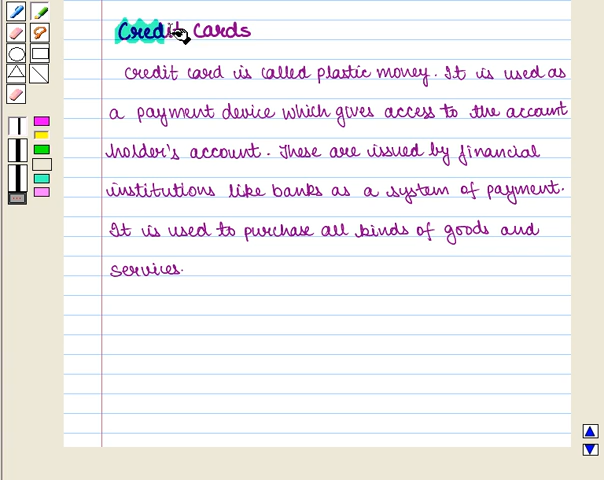 Credit Cards
Credit card is called plastic money. It is used as
a payment device which gives access to the account
holder's account. These are issued by financial
institutions like banks as a system of payment.
It is used to purchase all kinds of goods and
services.